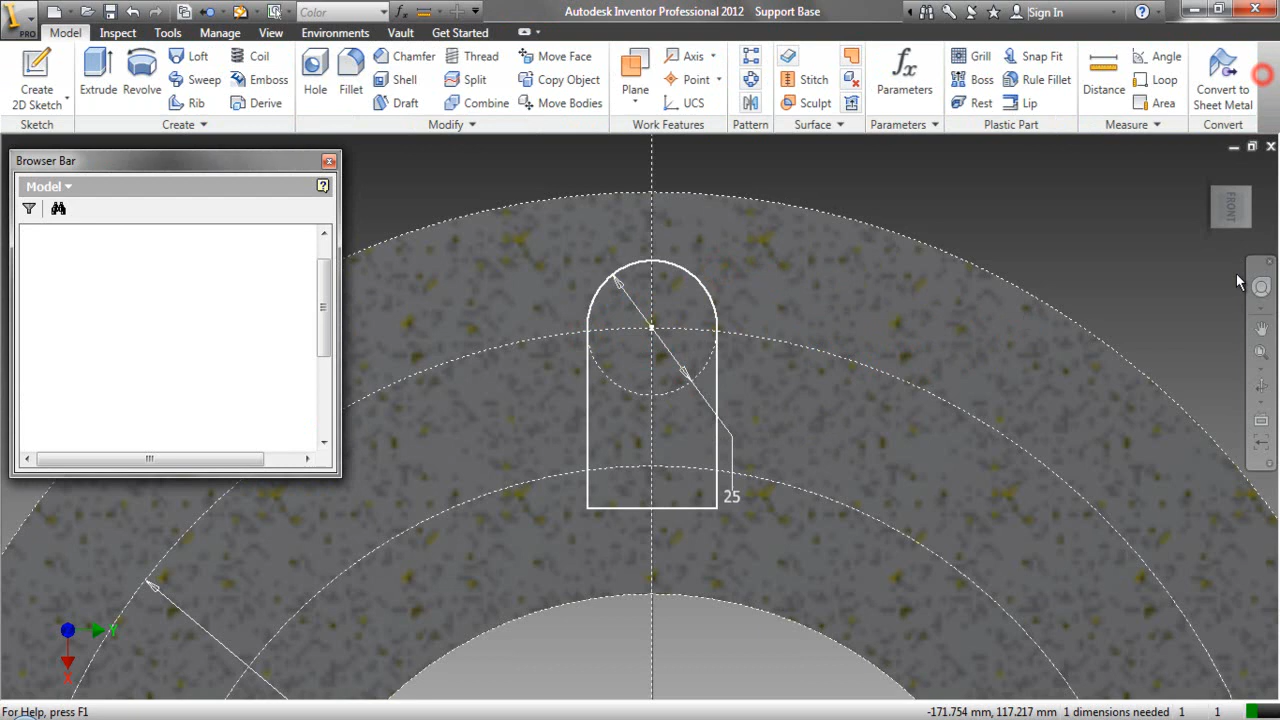 Color
Autodesk Inventor Professional 2012   Support Base
Sign In
PRO
Model Inspect Tools Manage View Environments Vault Get Started
Create 2D Sketch
Extrude
Revolve
Loft
Sweep
Rib
Coil
Emboss
Derive
Hole
Fillet
Chamfer
Shell
Draft
Thread
Split
Combine
Move Face
Copy Object
Move Bodies
Plane
Axis
Point
UCS
Stitch
Sculpt
fx
Parameters
Grill
Boss
Rest
Snap Fit
Rule Fillet
Lip
Distance
Angle
Loop
Area
Convert to Sheet Metal
Sketch
Create
Modify
Work Features
Pattern
Surface
Parameters
Plastic Part
Measure
Convert
Browser Bar
Model
FRONT
25
Y
X
For Help, press F1
-171.754 mm, 117.217 mm 1 dimensions needed 1 1